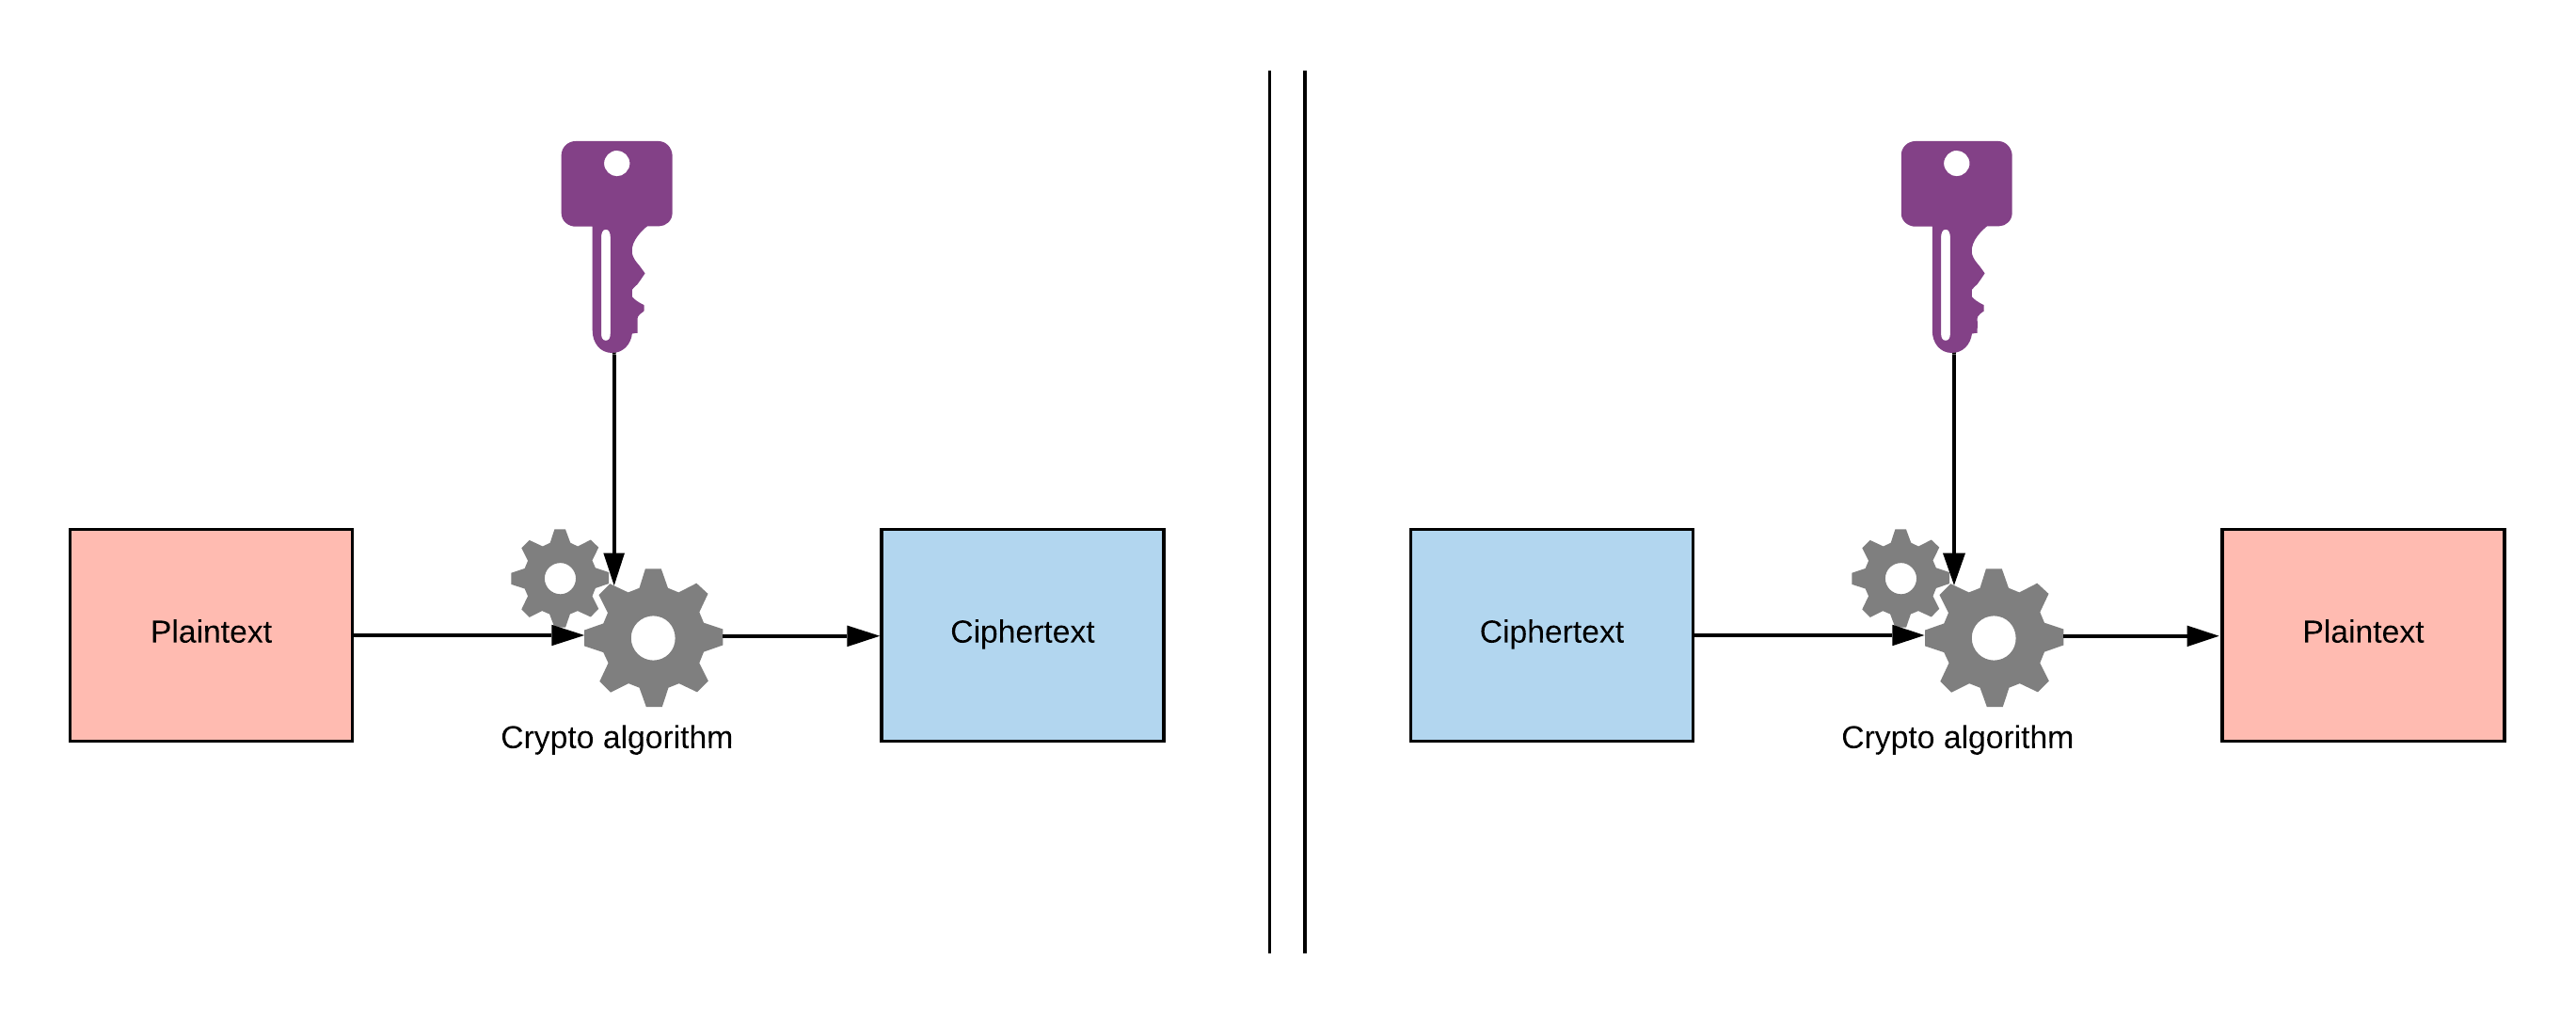 Plaintext
Crypto algorithm
Ciphertext
Ciphertext
Crypto algorithm
Plaintext